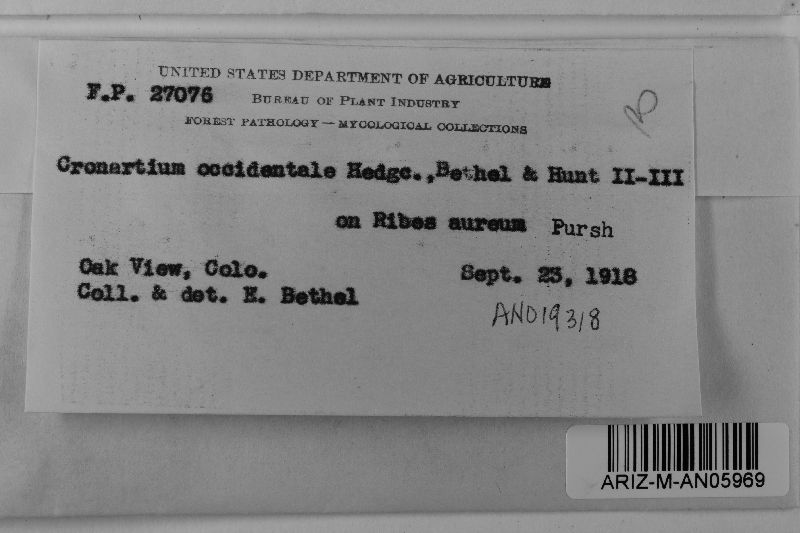 UNITED STATES DEPARTMENT OF AGRICULTURE
F.P. 27076 BUREAU OF PLANT INDUSTRY
FOREST PATHOLOGY — MYCOLOGICAL COLLECTIONS
Cronartium occidentale Hedgc., Bethel & Hunt II-III
on Ribes aureum Pursh
Oak View, Colo. Sept. 23, 1918
Coll. & det. E. Bethel
AN019318
ARIZ-M-AN05969